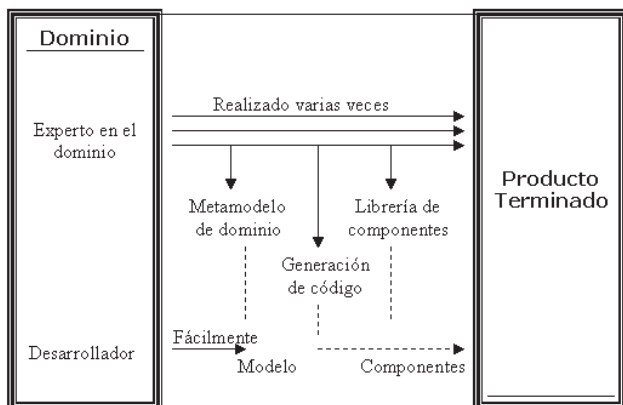 Dominio
Realizado varias veces
Experto en el
dominio
Producto
Terminado
Metamodelo
de dominio
Librería de
componentes
Generación
de código
Fácilmente
Desarrollador
Modelo
Componentes